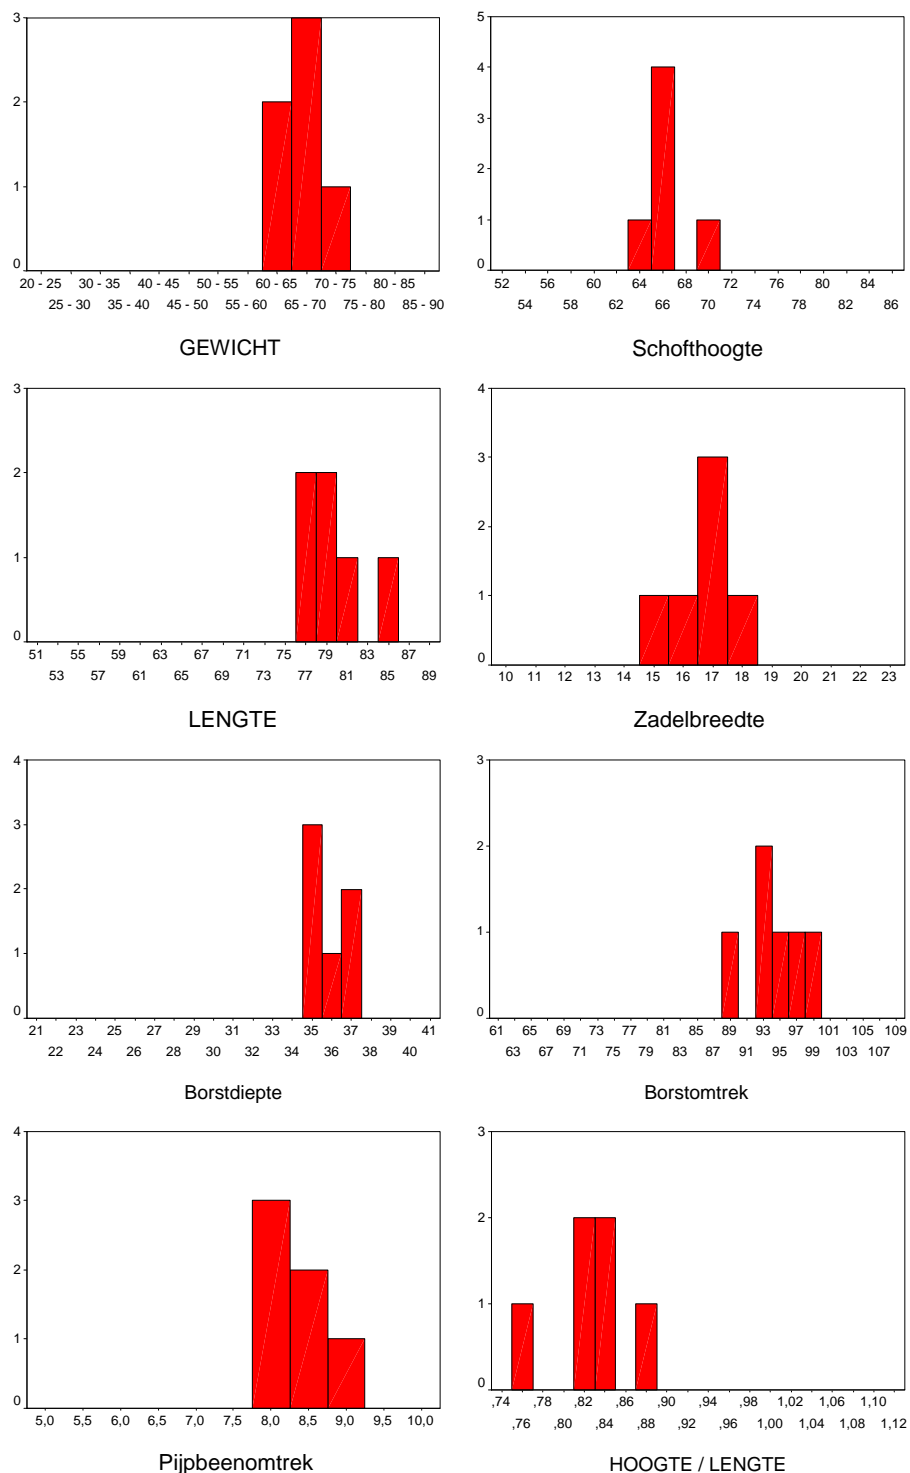 3
2
1
0
20 - 25 30 - 35 40 - 45 50 - 55 60 - 65 70 - 75 80 - 85
25 - 30 35 - 40 45 - 50 55 - 60 65 - 70 75 - 80 85 - 90
GEWICHT
5
4
3
2
1
0
52 56 60 64 68 72 76 80 84
54 58 62 66 70 74 78 82 86
Schofthoogte
3
2
1
0
51 55 59 63 67 71 75 79 83 87
53 57 61 65 69 73 77 81 85 89
LENGTE
4
3
2
1
0
10 11 12 13 14 15 16 17 18 19 20 21 22 23
Zadelbreedte
4
3
2
1
0
21 23 25 27 29 31 33 35 37 39 41
22 24 26 28 30 32 34 36 38 40
Borstdiepte
3
2
1
0
61 65 69 73 77 81 85 89 93 97 101 105 109
63 67 71 75 79 83 87 91 95 99 103 107
Borstomtrek
4
3
2
1
0
5,0 5,5 6,0 6,5 7,0 7,5 8,0 8,5 9,0 9,5 10,0
Pijpbeenomtrek
3
2
1
0
,74 ,78 ,82 ,86 ,90 ,94 ,98 1,02 1,06 1,10
,76 ,80 ,84 ,88 ,92 ,96 1,00 1,04 1,08 1,12
HOOGTE / LENGTE